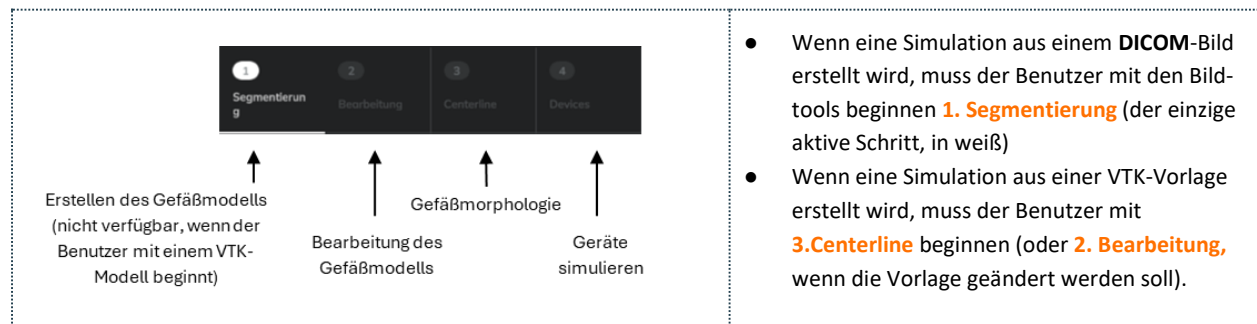 1
2
3
4
Segmentierun
g
Bearbeitung
Centerline
Devices
Erstellen des Gefäßmodells
(nicht verfügbar, wenn der
Benutzer mit einem VTK-
Modell beginnt)
Bearbeitung des
Gefäßmodells
Gefäßmorphologie
Geräte
simulieren
● Wenn eine Simulation aus einem DICOM-Bild
erstellt wird, muss der Benutzer mit den Bild-
tools beginnen 1. Segmentierung (der einzige
aktive Schritt, in weiß)
● Wenn eine Simulation aus einer VTK-Vorlage
erstellt wird, muss der Benutzer mit
3.Centerline beginnen (oder 2. Bearbeitung,
wenn die Vorlage geändert werden soll).